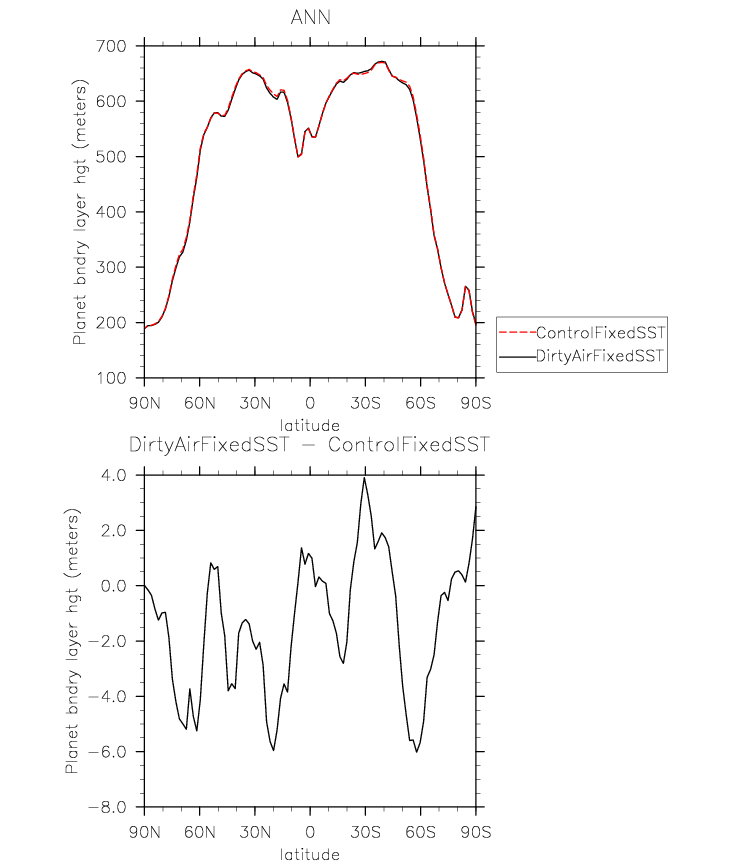 ANN
Planet bndry layer hgt (meters)
700
600
500
400
300
200
100
90N 60N 30N 0 30S 60S 90S
latitude
ControlFixedSST
DirtyAirFixedSST
DirtyAirFixedSST − ControlFixedSST
Planet bndry layer hgt (meters)
4.0
2.0
0.0
−2.0
−4.0
−6.0
−8.0
90N 60N 30N 0 30S 60S 90S
latitude